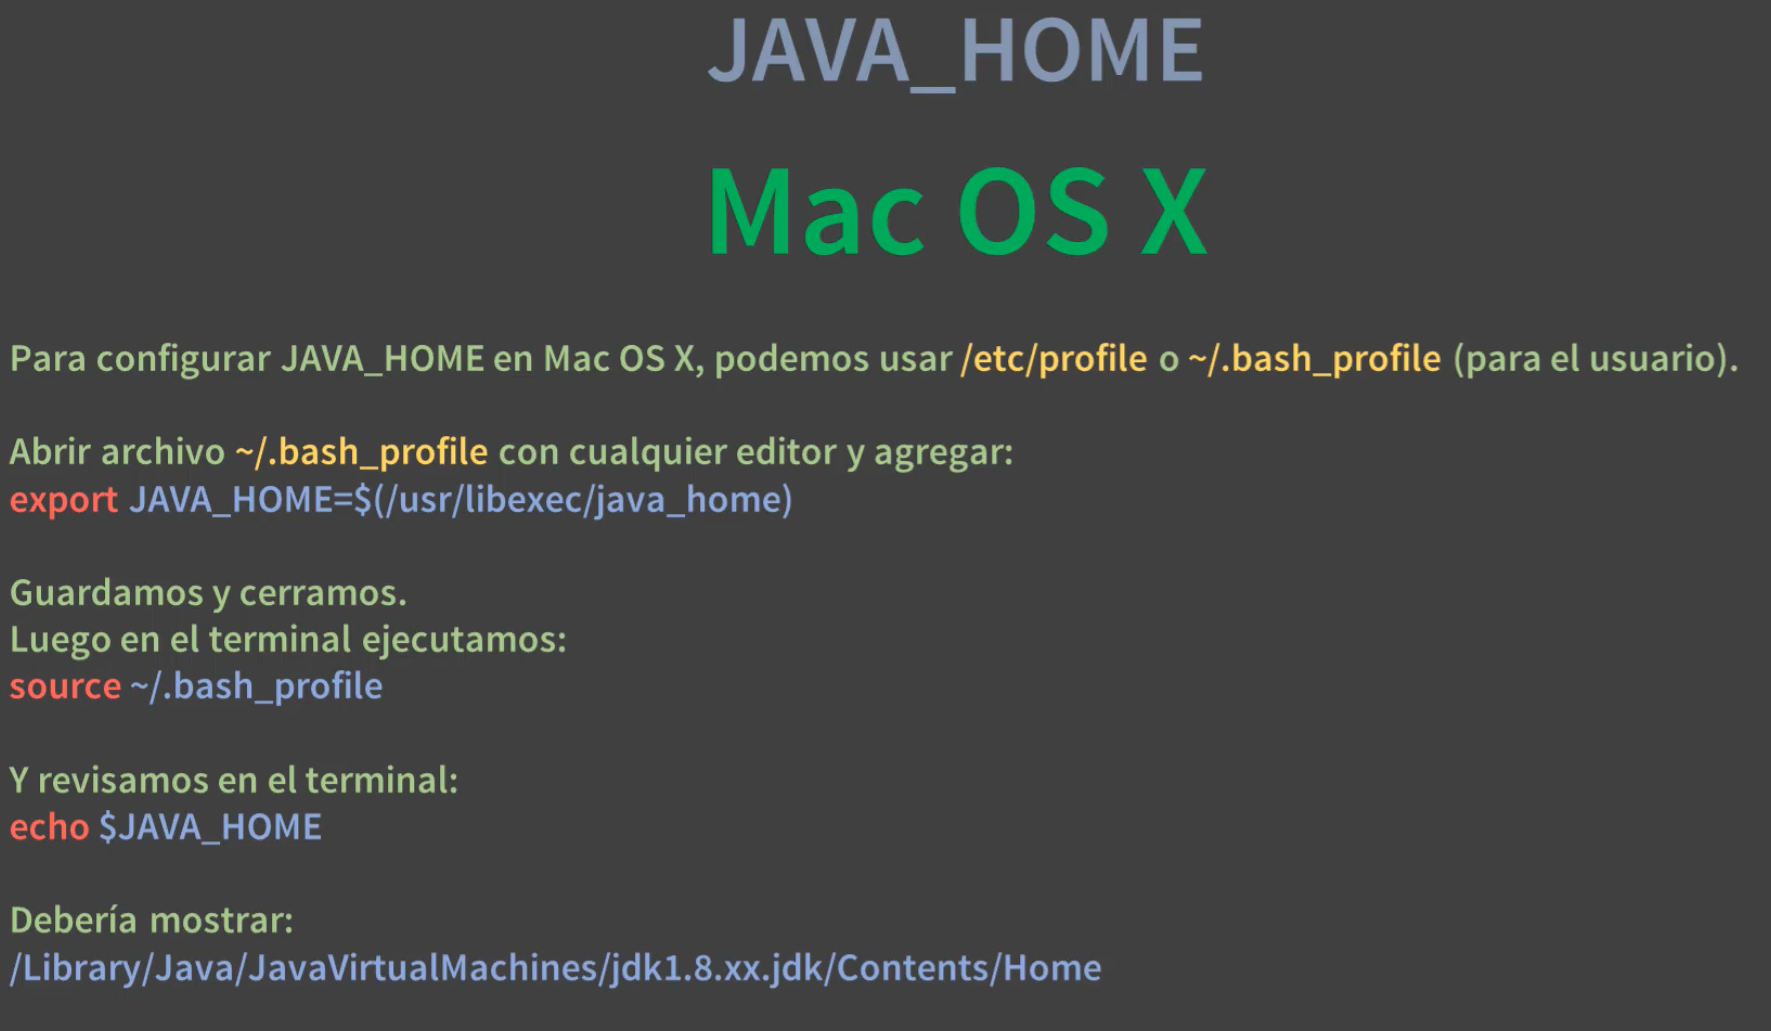 JAVA_HOME
Mac OS X
Para configurar JAVA_HOME en Mac OS X, podemos usar /etc/profile o ~/.bash_profile (para el usuario).
Abrir archivo ~/.bash_profile con cualquier editor y agregar:
export JAVA_HOME=$(/usr/libexec/java_home)
Guardamos y cerramos.
Luego en el terminal ejecutamos:
source ~/.bash_profile
Y revisamos en el terminal:
echo $JAVA_HOME
Debería mostrar:
/Library/Java/JavaVirtualMachines/jdk1.8.xx.jdk/Contents/Home